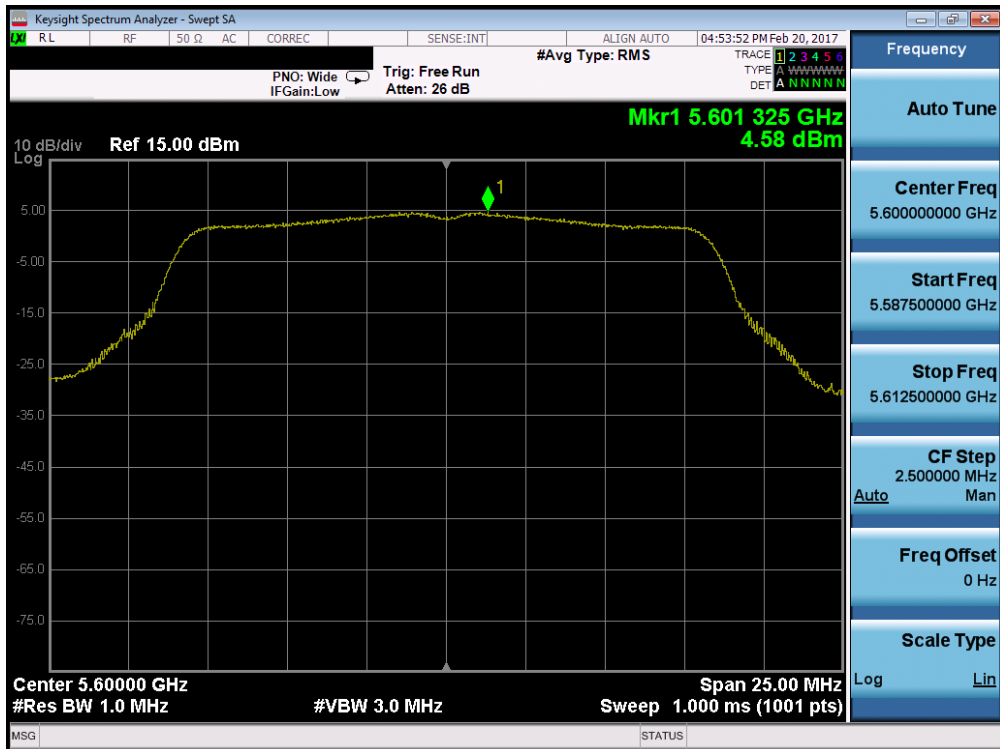 Keysight Spectrum Analyzer - Swept SA
LXI RL RF 50 Ω AC CORREC SENSE:INT ALIGN AUTO 04:53:52 PM Feb 20, 2017
#Avg Type: RMS TRACE 1 2 3 4 5 6
PNO: Wide Trig: Free Run TYPE A WWWWW
IFGain:Low Atten: 26 dB DET A N N N N N
Mkr1 5.601 325 GHz
4.58 dBm
10 dB/div Ref 15.00 dBm
Log
1
5.00
-5.00
-15.0
-25.0
-35.0
-45.0
-55.0
-65.0
-75.0
Center 5.60000 GHz Span 25.00 MHz
#Res BW 1.0 MHz #VBW 3.0 MHz Sweep 1.000 ms (1001 pts)
MSG STATUS
Frequency
Auto Tune
Center Freq
5.600000000 GHz
Start Freq
5.587500000 GHz
Stop Freq
5.612500000 GHz
CF Step
2.500000 MHz
Auto Man
Freq Offset
0 Hz
Scale Type
Log Lin